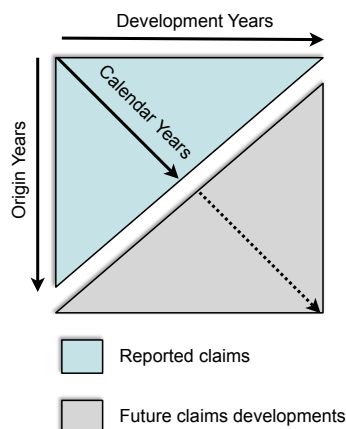 Development Years
Calendar Years
Origin Years
Reported claims
Future claims developments